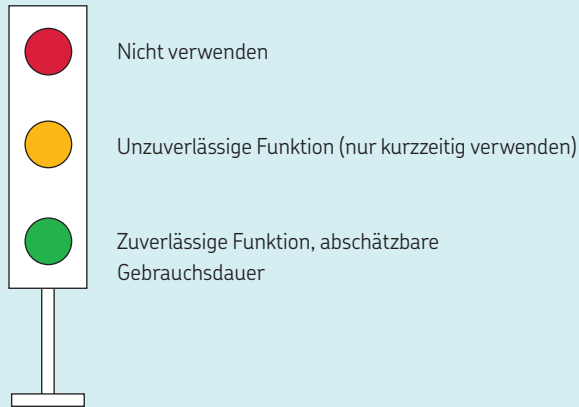 Nicht verwenden
Unzuverlässige Funktion (nur kurzzeitig verwenden)
Zuverlässige Funktion, abschätzbare
Gebrauchsdauer